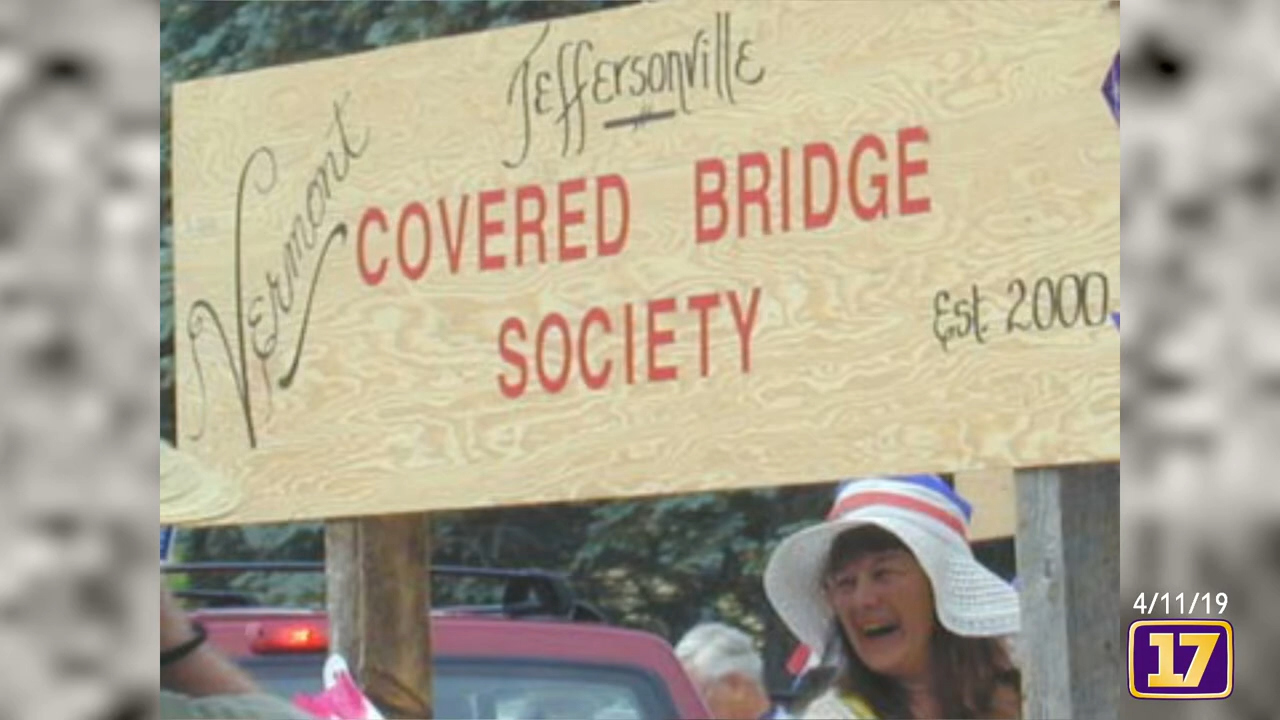 Jeffersonville
Vermont
COVERED BRIDGE
SOCIETY
Est. 2000
4/11/19
17